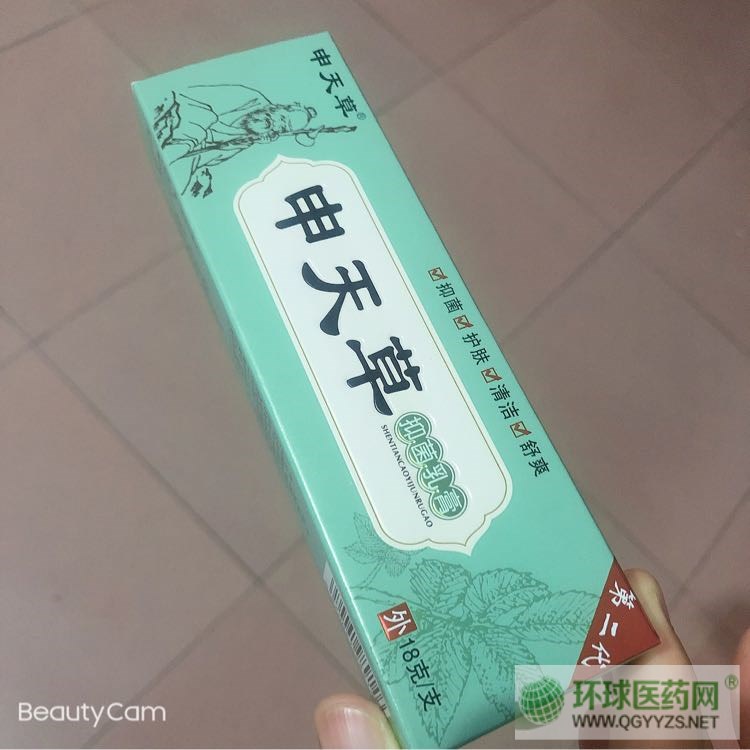 申天草®
申天草
抑菌乳膏
SHENTIANCAOYIJUNRUGAO
抑菌 护肤 清洁 舒爽
外 18克/支
第二代
BeautyCam
环球医药网®
WWW.QGYYZS.NET